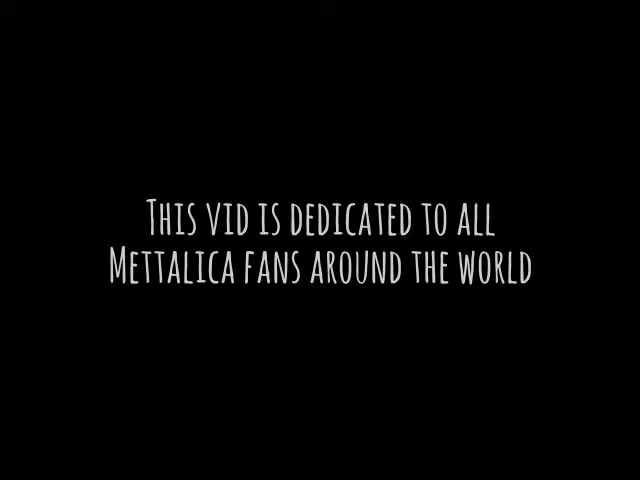 This vid is dedicated to all
Mettalica fans around the world